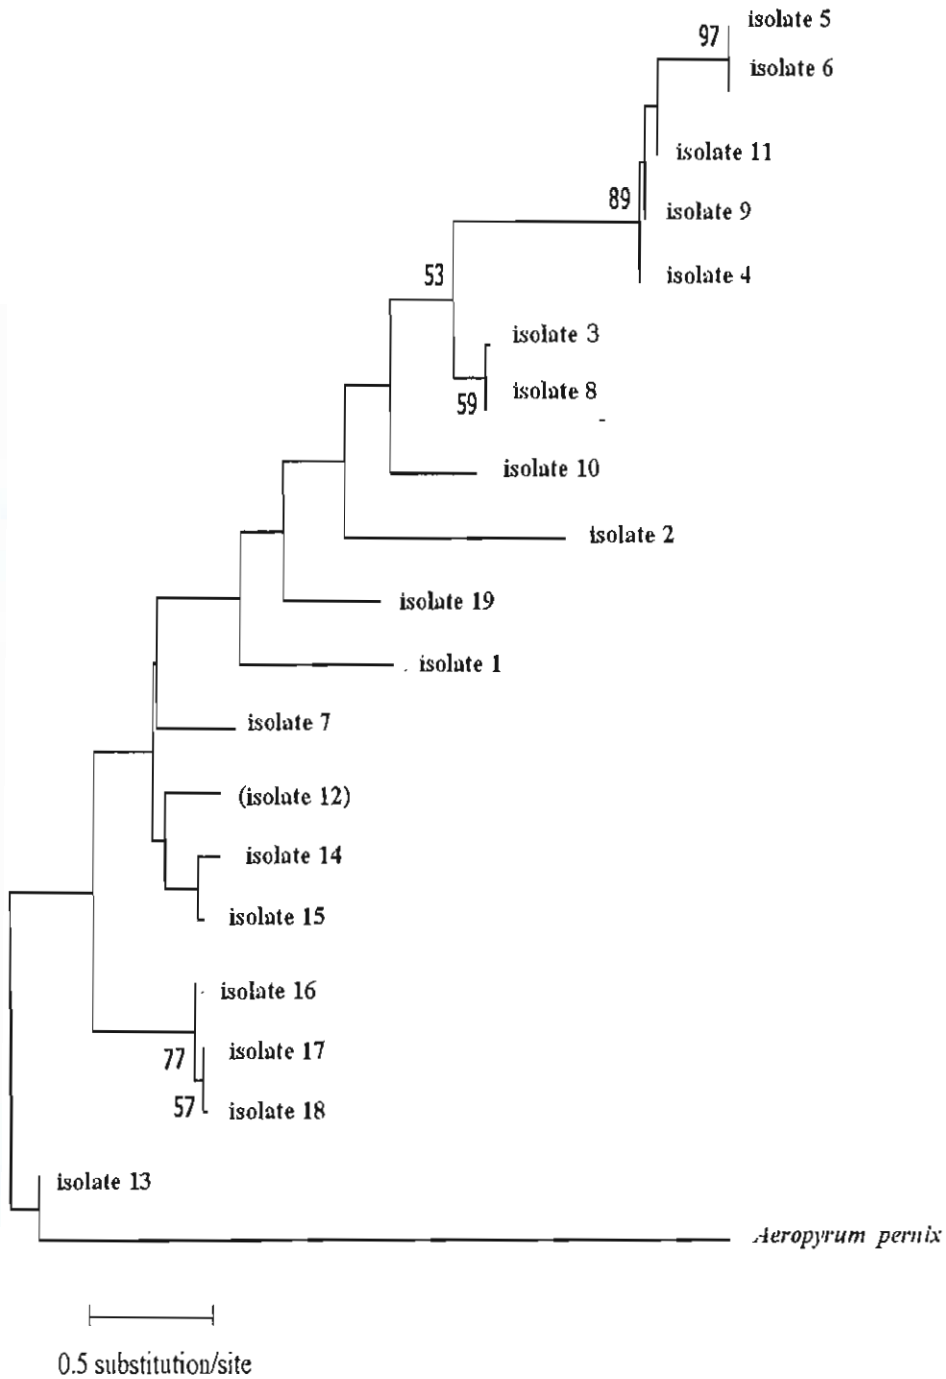 isolate 5
97
isolate 6
isolate 11
89
isolate 9
isolate 4
53
isolate 3
59
isolate 8
isolate 10
isolate 2
isolate 19
isolate 1
isolate 7
(isolate 12)
isolate 14
isolate 15
isolate 16
77
isolate 17
57
isolate 18
isolate 13
Aeropyrum pernix
0.5 substitution/site